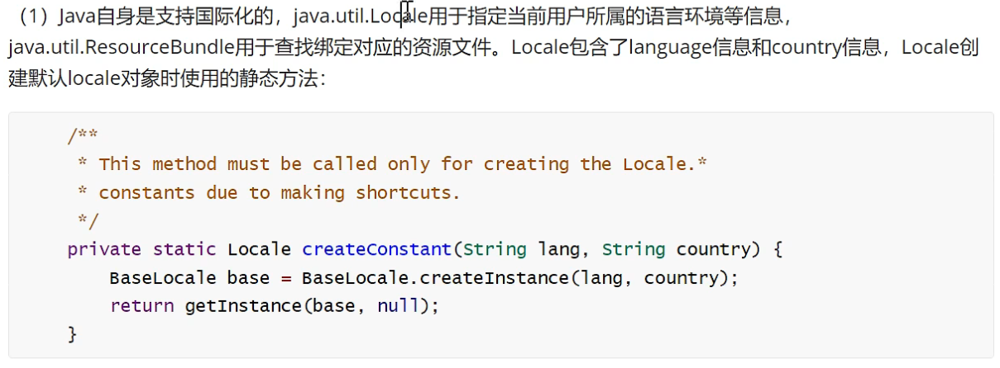 （1）Java自身是支持国际化的，java.util.Locale用于指定当前用户所属的语言环境等信息，
java.util.ResourceBundle用于查找绑定对应的资源文件。Locale包含了language信息和country信息，Locale创
建默认locale对象时使用的静态方法：
/**
 * This method must be called only for creating the Locale.*
 * constants due to making shortcuts.
 */
private static Locale createConstant(String lang, String country) {
    BaseLocale base = BaseLocale.createInstance(lang, country);
    return getInstance(base, null);
}